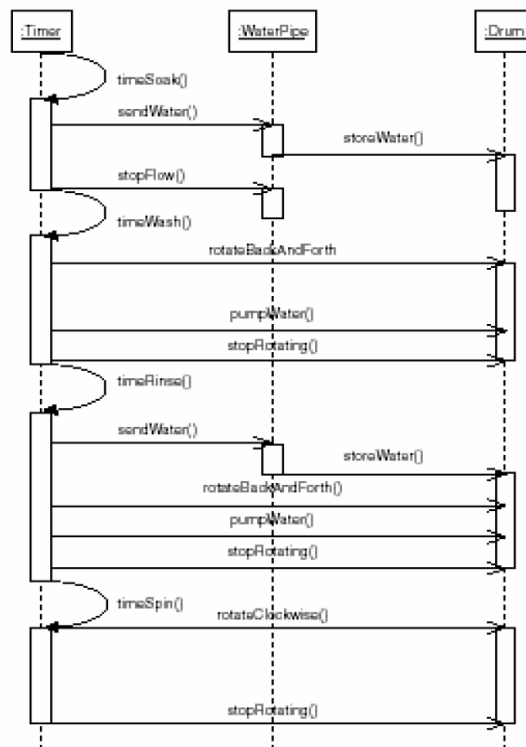 :Timer
:WaterPipe
:Drum
timeSoak()
sendWater()
storeWater()
stopFlow()
timeWash()
rotateBackAndForth
pumpWater()
stopRotating()
timeRinse()
sendWater()
storeWater()
rotateBackAndForth()
pumpWater()
stopRotating()
timeSpin()
rotateClockwise()
stopRotating()